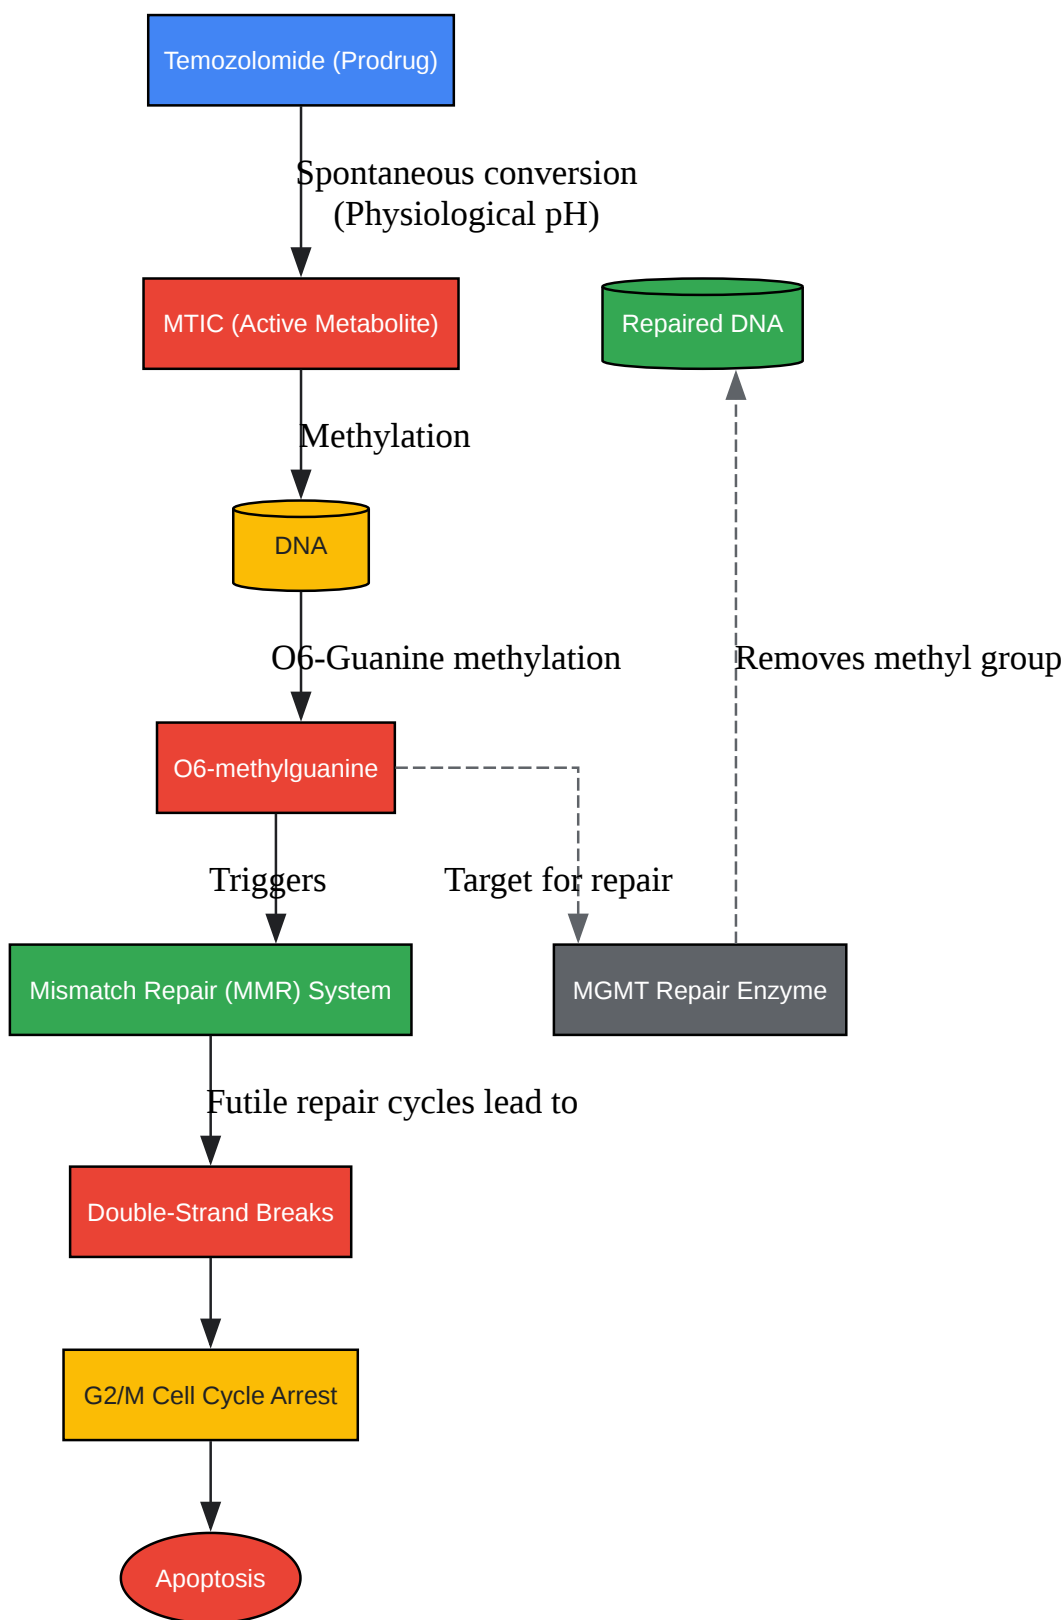 Temozolomide (Prodrug)
Spontaneous conversion
(Physiological pH)
MTIC (Active Metabolite)
Repaired DNA
Methylation
DNA
O6-Guanine methylation
Removes methyl group
O6-methylguanine
Triggers
Target for repair
Mismatch Repair (MMR) System
MGMT Repair Enzyme
Futile repair cycles lead to
Double-Strand Breaks
G2/M Cell Cycle Arrest
Apoptosis